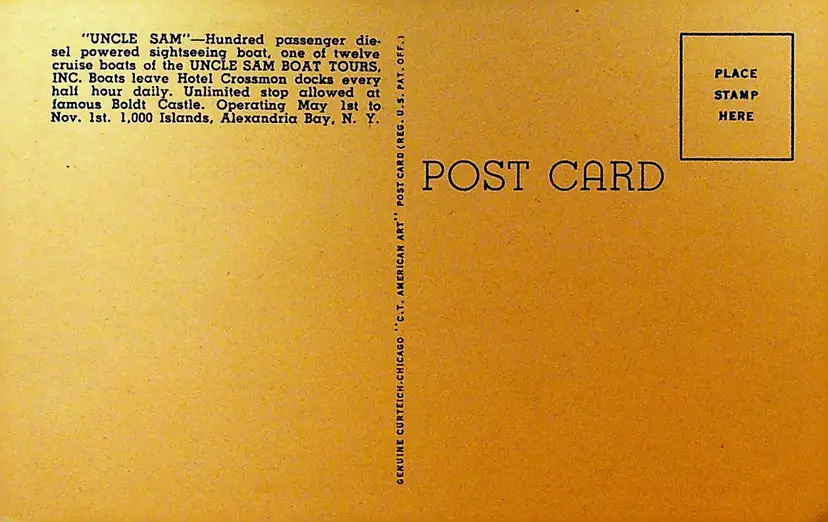 "UNCLE SAM"—Hundred passenger die-
sel powered sightseeing boat, one of twelve
cruise boats of the UNCLE SAM BOAT TOURS,
INC. Boats leave Hotel Crossmon docks every
half hour daily. Unlimited stop allowed at
famous Boldt Castle. Operating May 1st to
Nov. 1st. 1,000 Islands, Alexandria Bay, N. Y.
GENUINE CURTEICH-CHICAGO "C.T. AMERICAN ART" POST CARD (REG. U.S. PAT. OFF.)
POST CARD
PLACE
STAMP
HERE